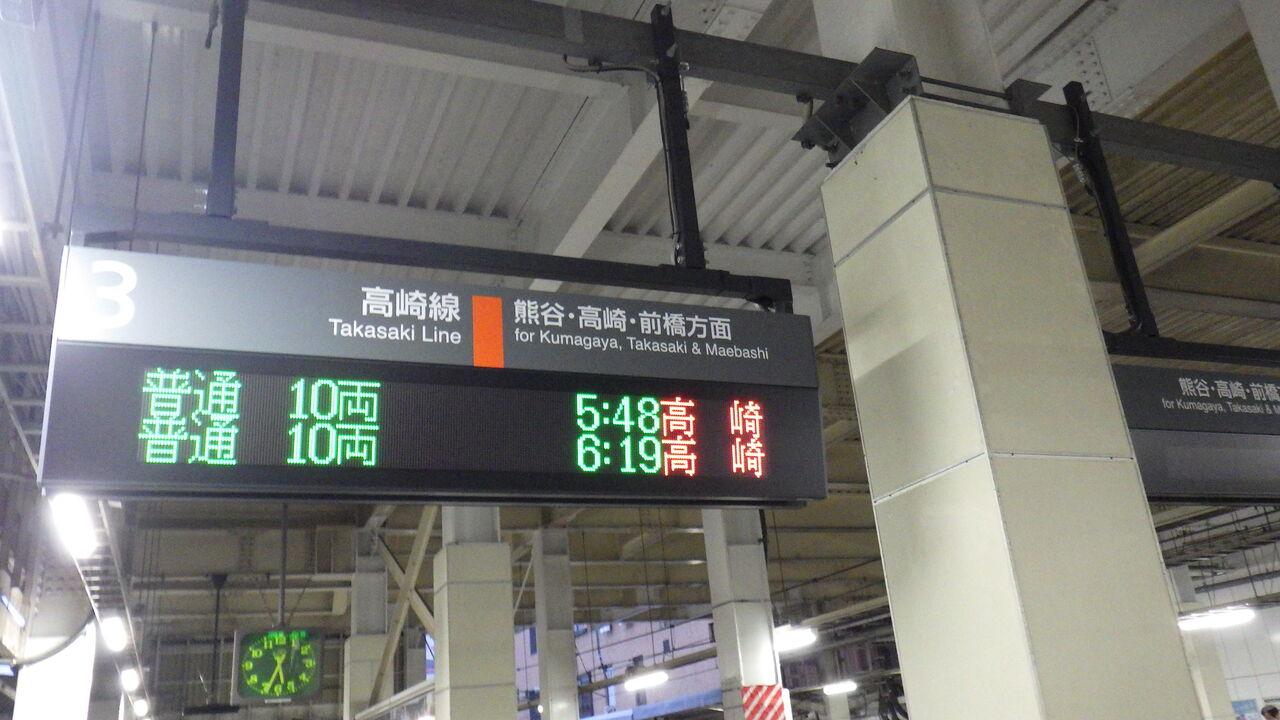 3
高崎線
Takasaki Line
熊谷・高崎・前橋方面
for Kumagaya, Takasaki & Maebashi
普通 10両 5:48 高崎
普通 10両 6:19 高崎
熊谷・高崎・前橋
for Kumagaya, Takasaki &